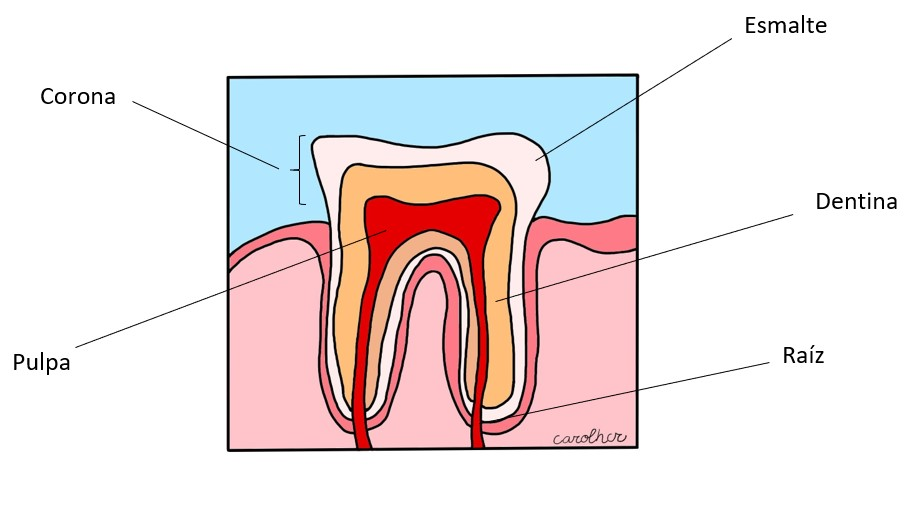 Esmalte
Corona
Dentina
Pulpa
Raíz
carolhcr